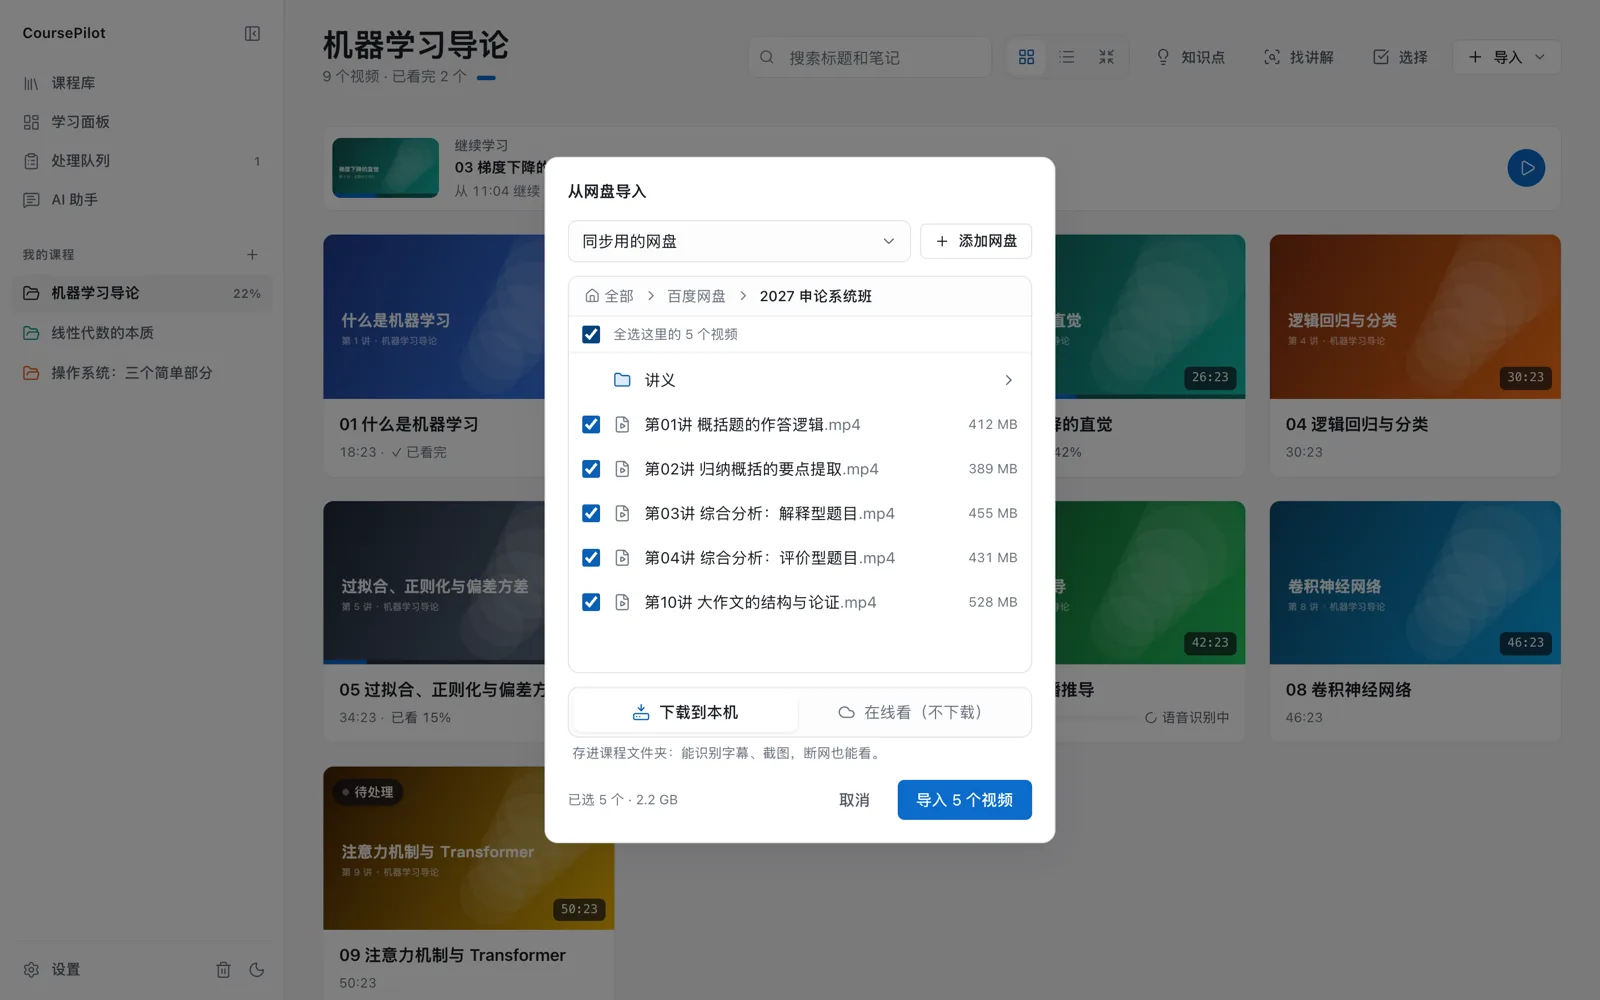 CoursePilot
课程库
学习面板
处理队列 1
AI 助手
我的课程
机器学习导论 22%
线性代数的本质
操作系统：三个简单部分
设置
机器学习导论
9 个视频 · 已看完 2 个
搜索标题和笔记
知识点
找讲解
选择
导入
梯度下降的直觉
继续学习
03 梯度下降的
从 11:04 继续
什么是机器学习
第 1 讲 · 机器学习导论
01 什么是机器学习
18:23 · ✓ 已看完
直觉
导论
26:23
的直觉
42%
逻辑回归与分类
第 4 讲 · 机器学习导论
30:23
04 逻辑回归与分类
30:23
过拟合、正则化与偏差方差
第 5 讲 · 机器学习导论
05 过拟合、正则化与偏差方
34:23 · 已看 15%
导论
42:23
推导
语音识别中
卷积神经网络
第 8 讲 · 机器学习导论
46:23
08 卷积神经网络
46:23
待处理
注意力机制与 Transformer
第 9 讲 · 机器学习导论
50:23
09 注意力机制与 Transformer
50:23
从网盘导入
同步用的网盘
添加网盘
全部 > 百度网盘 > 2027 申论系统班
全选这里的 5 个视频
讲义
第01讲 概括题的作答逻辑.mp4 412 MB
第02讲 归纳概括的要点提取.mp4 389 MB
第03讲 综合分析：解释型题目.mp4 455 MB
第04讲 综合分析：评价型题目.mp4 431 MB
第10讲 大作文的结构与论证.mp4 528 MB
下载到本机
在线看（不下载）
存进课程文件夹：能识别字幕、截图，断网也能看。
已选 5 个 · 2.2 GB
取消
导入 5 个视频